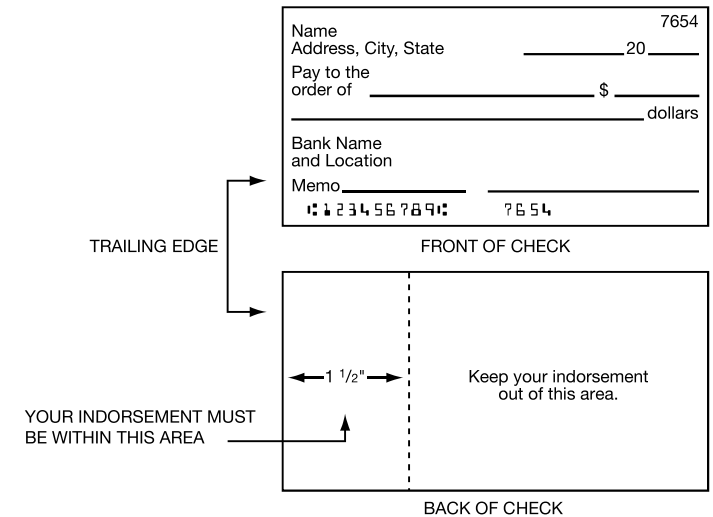 7654
Name
Address, City, State 20
Pay to the
order of $
dollars
Bank Name
and Location
Memo
⑆123456789⑆ 7654
TRAILING EDGE
FRONT OF CHECK
1 1/2"
Keep your indorsement
out of this area.
YOUR INDORSEMENT MUST
BE WITHIN THIS AREA
BACK OF CHECK